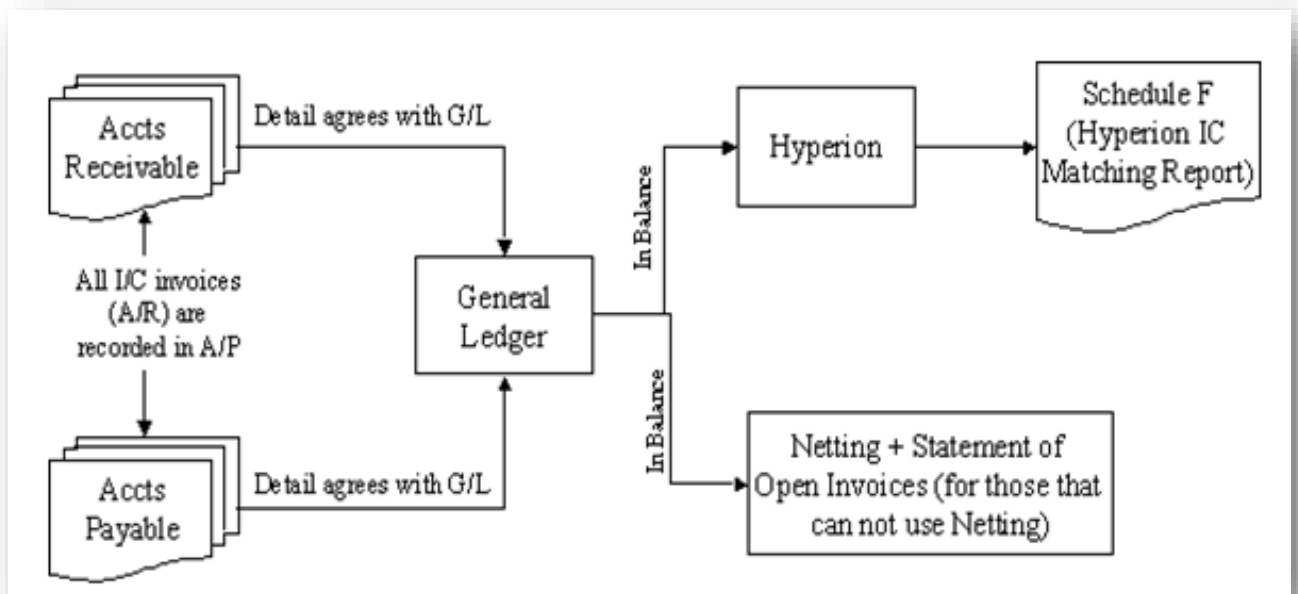 Accts
Receivable
Detail agrees with G/L
All I/C invoices
(A/R) are
recorded in A/P
Accts
Payable
Detail agrees with G/L
General
Ledger
In Balance
In Balance
Hyperion
Schedule F
(Hyperion IC
Matching Report)
Netting + Statement of
Open Invoices (for those that
can not use Netting)